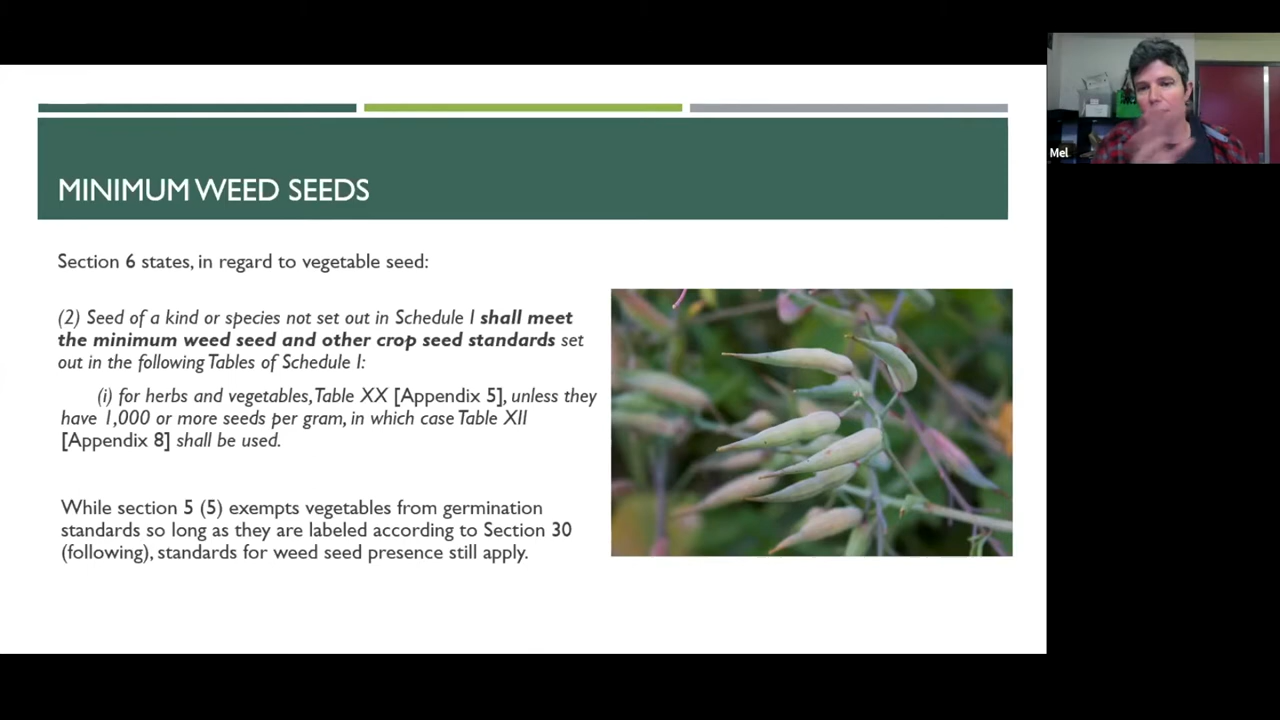 MINIMUM WEED SEEDS
Section 6 states, in regard to vegetable seed:
(2) Seed of a kind or species not set out in Schedule I shall meet
the minimum weed seed and other crop seed standards set
out in the following Tables of Schedule I:
(i) for herbs and vegetables, Table XX [Appendix 5], unless they
have 1,000 or more seeds per gram, in which case Table XII
[Appendix 8] shall be used.
While section 5 (5) exempts vegetables from germination
standards so long as they are labeled according to Section 30
(following), standards for weed seed presence still apply.
Mel